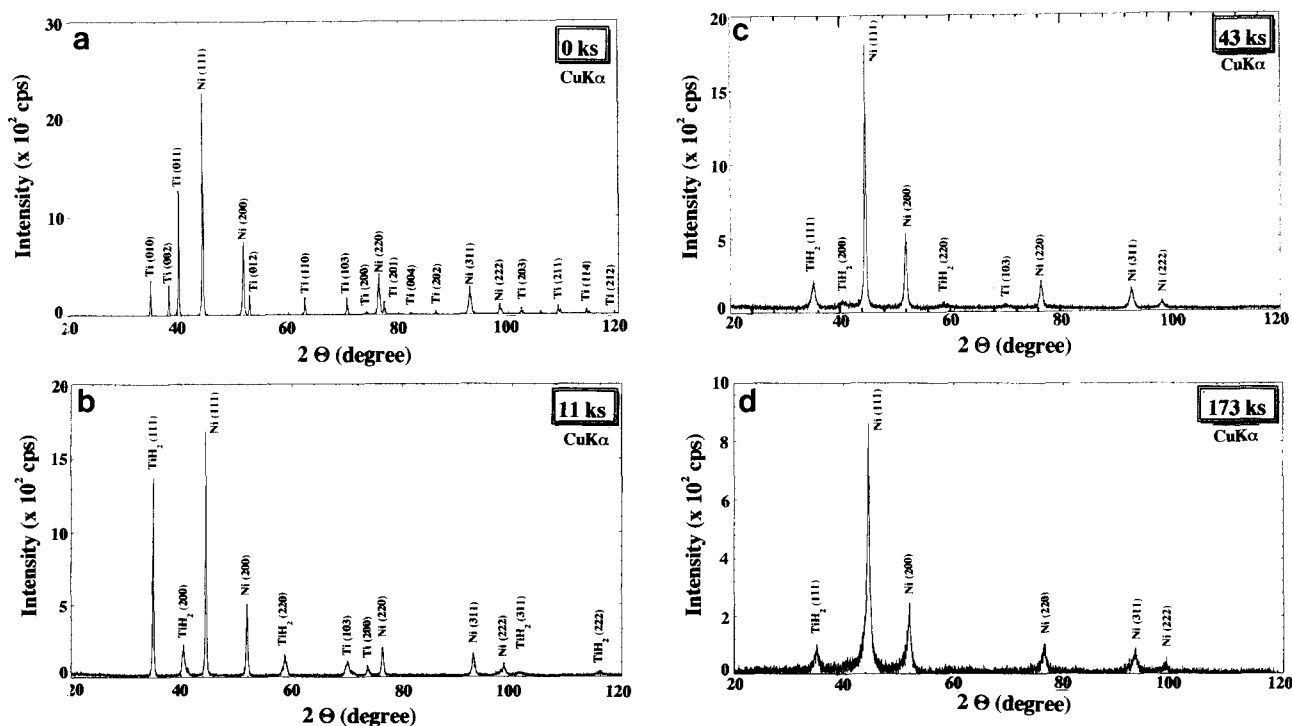 a
0 ks
CuKα
Intensity (x 10² cps)
30
20
10
0
Ti (010)
Ti (002)
Ti (011)
Ni (111)
Ni (200)
Ti (012)
Ti (110)
Ti (103)
Ti (200)
Ni (220)
Ti (201)
Ti (004)
Ti (202)
Ni (311)
Ni (222)
Ti (203)
Ti (211)
Ti (114)
Ti (212)
20 40 60 80 100 120
2 Θ (degree)
b
11 ks
CuKα
Intensity (x 10² cps)
20
15
10
5
0
TiH₂ (111)
TiH₂ (200)
Ni (111)
Ni (200)
TiH₂ (220)
Ti (103)
Ti (200)
Ni (220)
Ni (311)
Ni (222)
TiH₂ (311)
TiH₂ (222)
20 40 60 80 100 120
2 Θ (degree)
c
43 ks
CuKα
Intensity (x 10² cps)
20
15
10
5
0
TiH₂ (111)
TiH₂ (200)
Ni (111)
Ni (200)
TiH₂ (220)
Ti (103)
Ni (220)
Ni (311)
Ni (222)
20 40 60 80 100 120
2 Θ (degree)
d
173 ks
CuKα
Intensity (x 10² cps)
10
8
6
4
2
0
TiH₂ (111)
Ni (111)
Ni (200)
Ni (220)
Ni (311)
Ni (222)
20 40 60 80 100 120
2 Θ (degree)